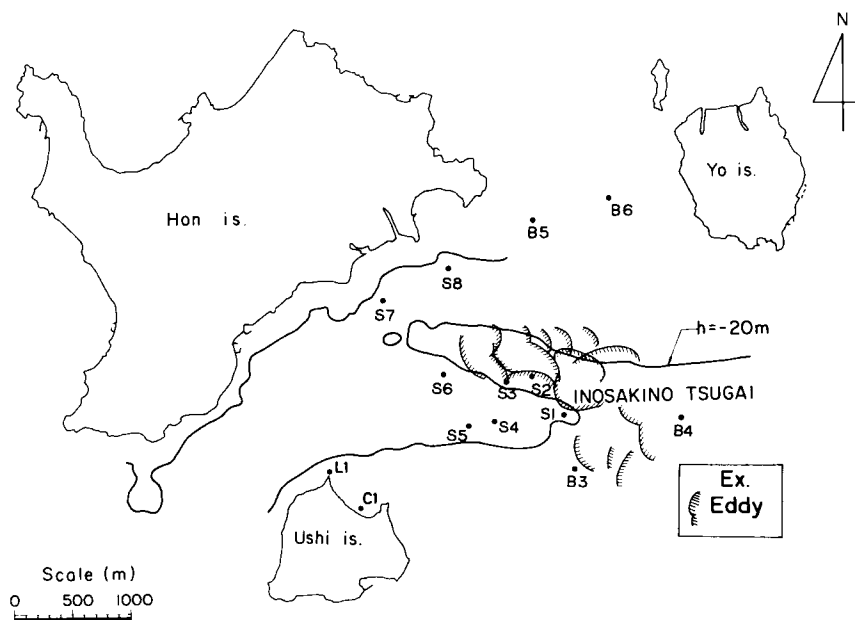 N
Yo is.
Hon is.
B6
B5
S8
S7
h=-20m
S6
S3
S2
INOSAKINO TSUGAI
S1
S4
S5
B4
L1
B3
Ex.
Eddy
C1
Ushi is.
Scale (m)
0 500 1000